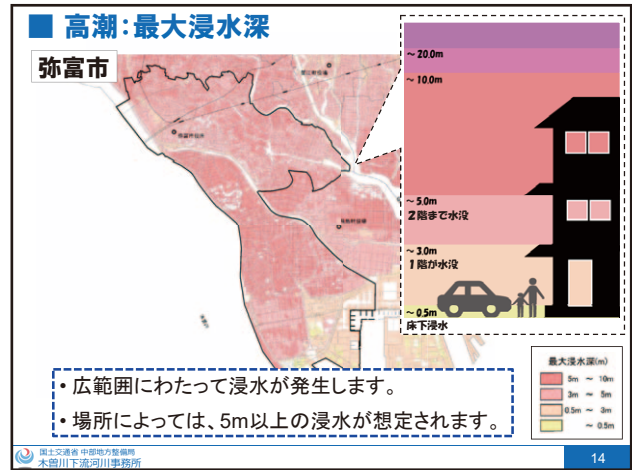 ■ 高潮：最大浸水深
弥富市
～20.0m
～10.0m
～5.0m
2階まで水没
～3.0m
1階が水没
～0.5m
床下浸水
・広範囲にわたって浸水が発生します。
・場所によっては、5m以上の浸水が想定されます。
最大浸水深(m)
5m ～ 10m
3m ～ 5m
0.5m ～ 3m
～ 0.5m
国土交通省 中部地方整備局
木曽川下流河川事務所
14